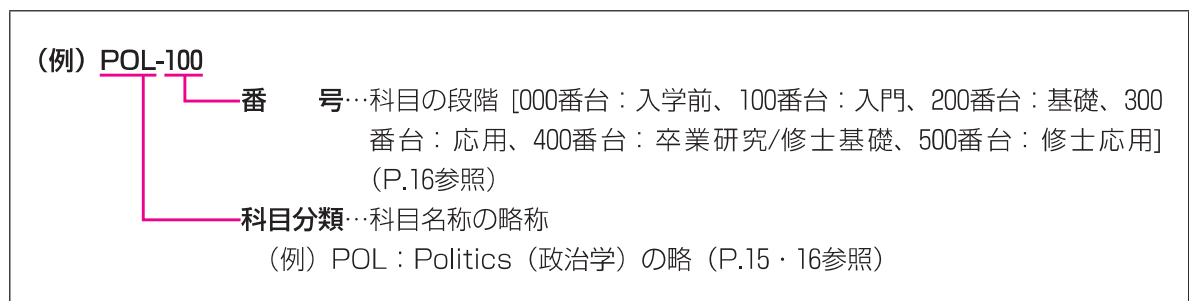 (例) POL-100
番　　号…科目の段階 [000番台:入学前、100番台:入門、200番台:基礎、300
番台:応用、400番台:卒業研究/修士基礎、500番台:修士応用]
(P.16参照)
科目分類…科目名称の略称
(例) POL:Politics(政治学)の略(P.15・16参照)